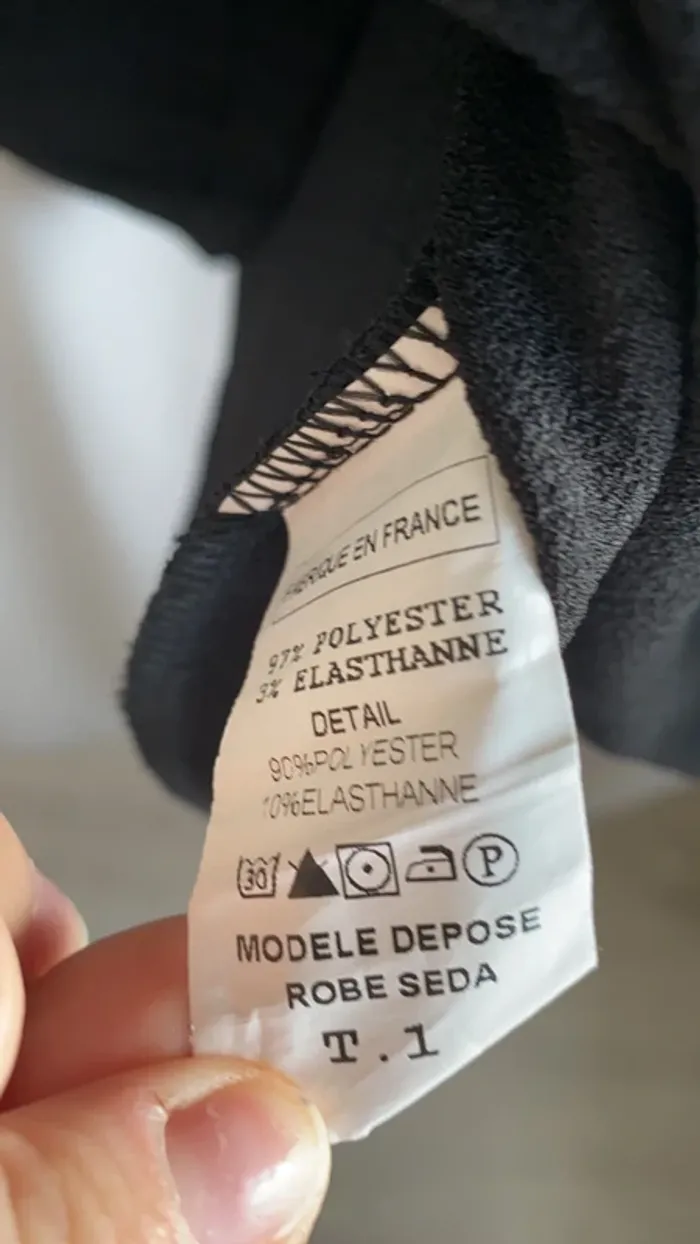 FABRIQUE EN FRANCE
97% POLYESTER
3% ELASTHANNE
DETAIL
90%POLYESTER
10%ELASTHANNE
30 P
MODELE DEPOSE
ROBE SEDA
T.1